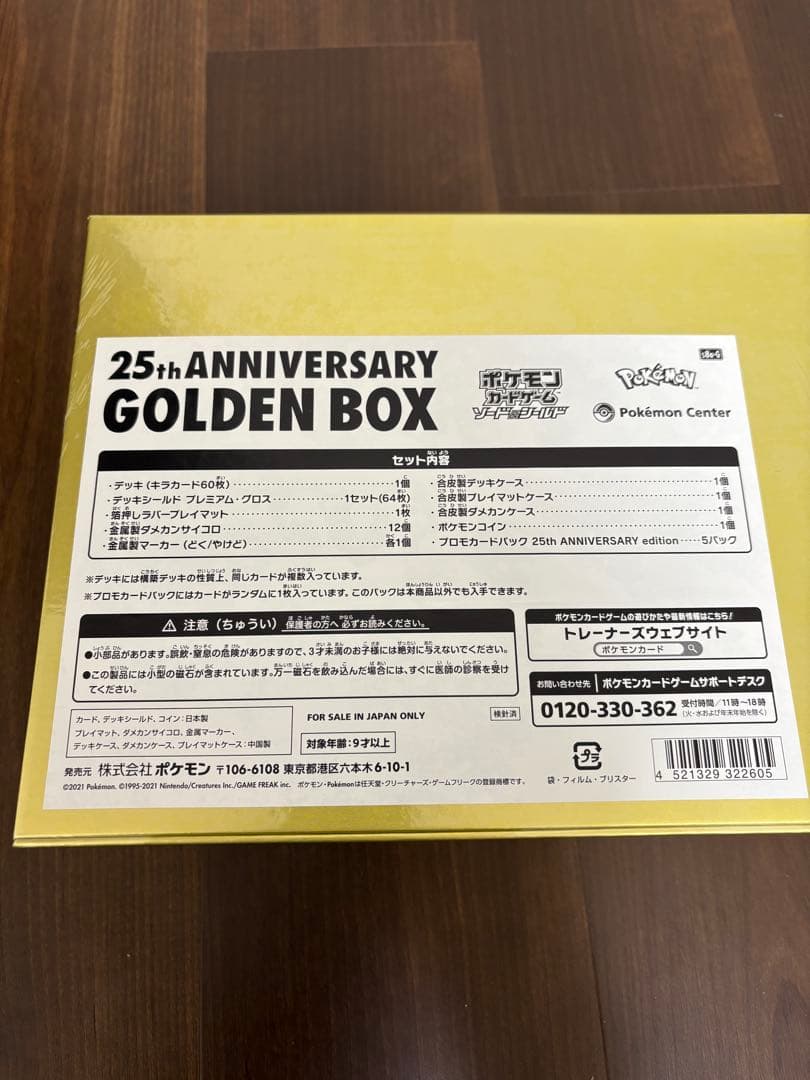 25th ANNIVERSARY
GOLDEN BOX
ポケモン
カードゲーム
ソード&シールド
POKéMON
s8a-G
Pokémon Center
セット内容
・デッキ（キラカード60枚）…………1個
・デッキシールド プレミアム・グロス…………1セット(64枚)
・箔押しラバープレイマット…………1枚
・金属製ダメカンサイコロ…………12個
・金属製マーカー（どく/やけど）…………各1個
・合皮製デッキケース…………1個
・合皮製プレイマットケース…………1個
・合皮製ダメカンケース…………1個
・ポケモンコイン…………1個
・プロモカードパック 25th ANNIVERSARY edition……5パック
※デッキには構築デッキの性質上、同じカードが複数入っています。
※プロモカードパックにはカードがランダムに1枚入っています。このパックは本商品以外でも入手できます。
注意（ちゅうい）保護者の方へ 必ずお読みください。
●小部品があります。誤飲・窒息の危険がありますので、3才未満のお子様には絶対に与えないでください。
●この製品には小型の磁石が含まれています。万一磁石を飲み込んだ場合には、すぐに医師の診察を受けてください。
ポケモンカードゲームの遊びかたや最新情報はこちら!
トレーナーズウェブサイト
ポケモンカード
お問い合わせ先 ポケモンカードゲームサポートデスク
0120-330-362 受付時間／11時〜18時
（火・水および年末年始を除く）
カード、デッキシールド、コイン：日本製
プレイマット、ダメカンサイコロ、金属マーカー、
デッキケース、ダメカンケース、プレイマットケース：中国製
FOR SALE IN JAPAN ONLY
検針済
対象年齢：9才以上
発売元 株式会社 ポケモン 〒106-6108 東京都港区六本木6-10-1
©2021 Pokémon. ©1995-2021 Nintendo/Creatures Inc./GAME FREAK inc. ポケモン・Pokémonは任天堂・クリーチャーズ・ゲームフリークの登録商標です。
プラ
袋・フィルム・ブリスター
4 521329 322605